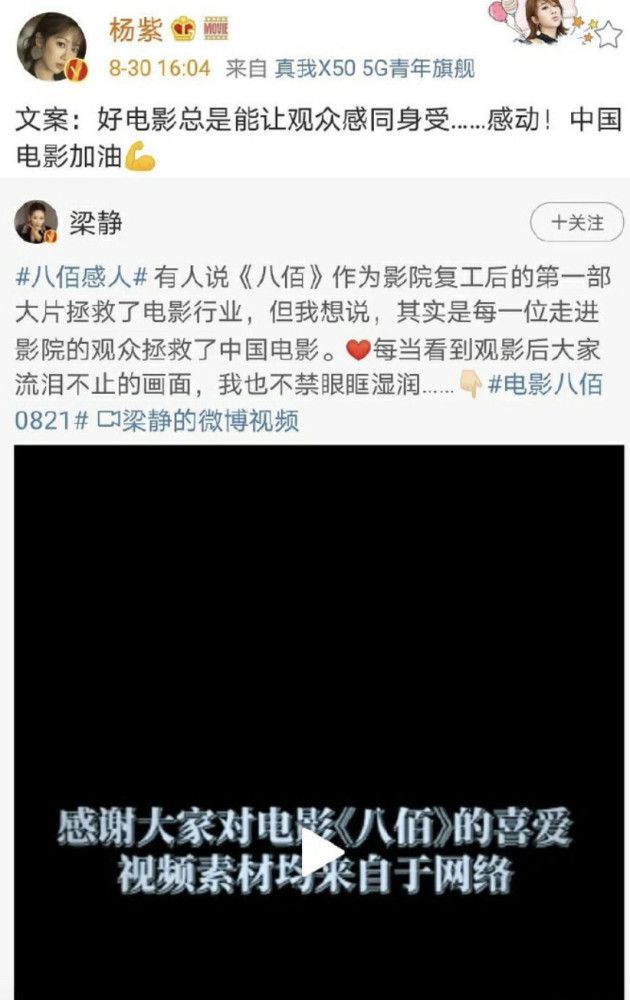 杨紫 MOVIE
8-30 16:04 来自 真我X50 5G青年旗舰
文案：好电影总是能让观众感同身受……感动！中国
电影加油💪
梁静
十关注
#八佰感人# 有人说《八佰》作为影院复工后的第一部
大片拯救了电影行业，但我想说，其实是每一位走进
影院的观众拯救了中国电影。❤️每当看到观影后大家
流泪不止的画面，我也不禁眼眶湿润……👇🏻#电影八佰
0821# 梁静的微博视频
感谢大家对电影《八佰》的喜爱
视频素材均来自于网络